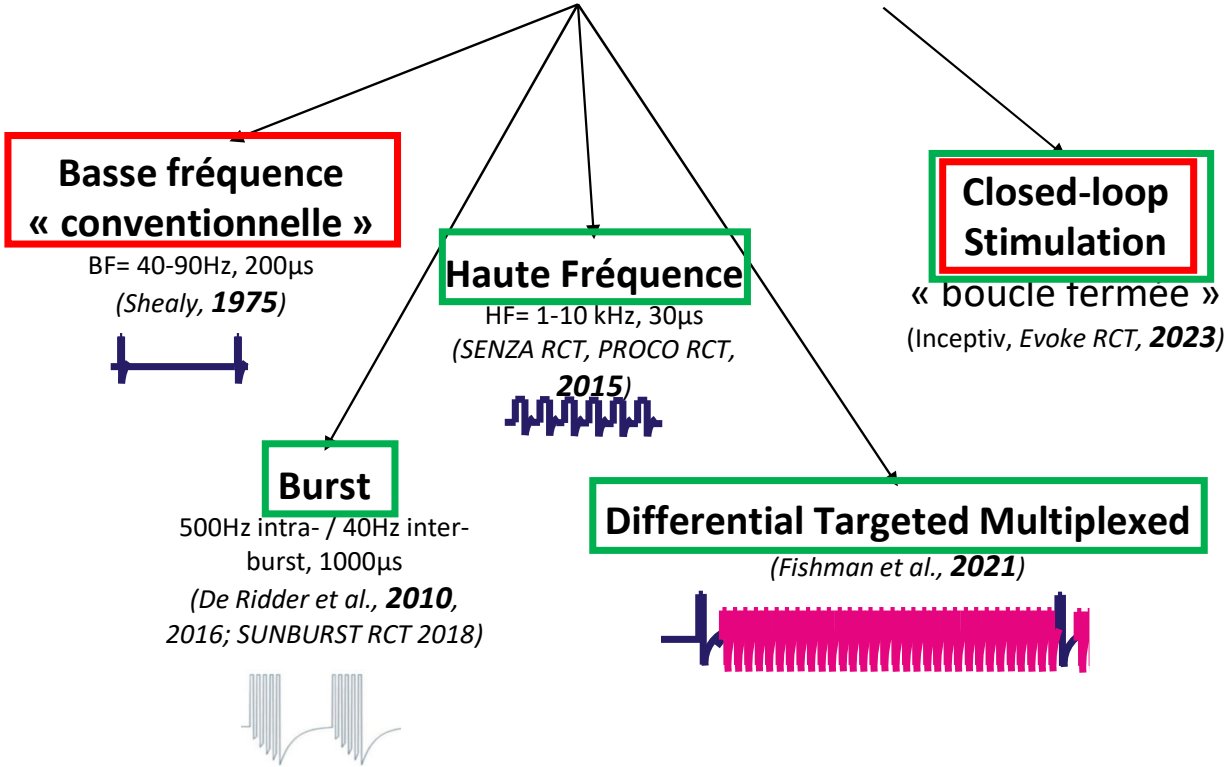 Basse fréquence
« conventionnelle »
BF= 40-90Hz, 200µs
(Shealy, 1975)
Haute Fréquence
HF= 1-10 kHz, 30µs
(SENZA RCT, PROCO RCT,
2015)
Closed-loop
Stimulation
« boucle fermée »
(Inceptiv, Evoke RCT, 2023)
Burst
500Hz intra- / 40Hz inter-
burst, 1000µs
(De Ridder et al., 2010,
2016; SUNBURST RCT 2018)
Differential Targeted Multiplexed
(Fishman et al., 2021)